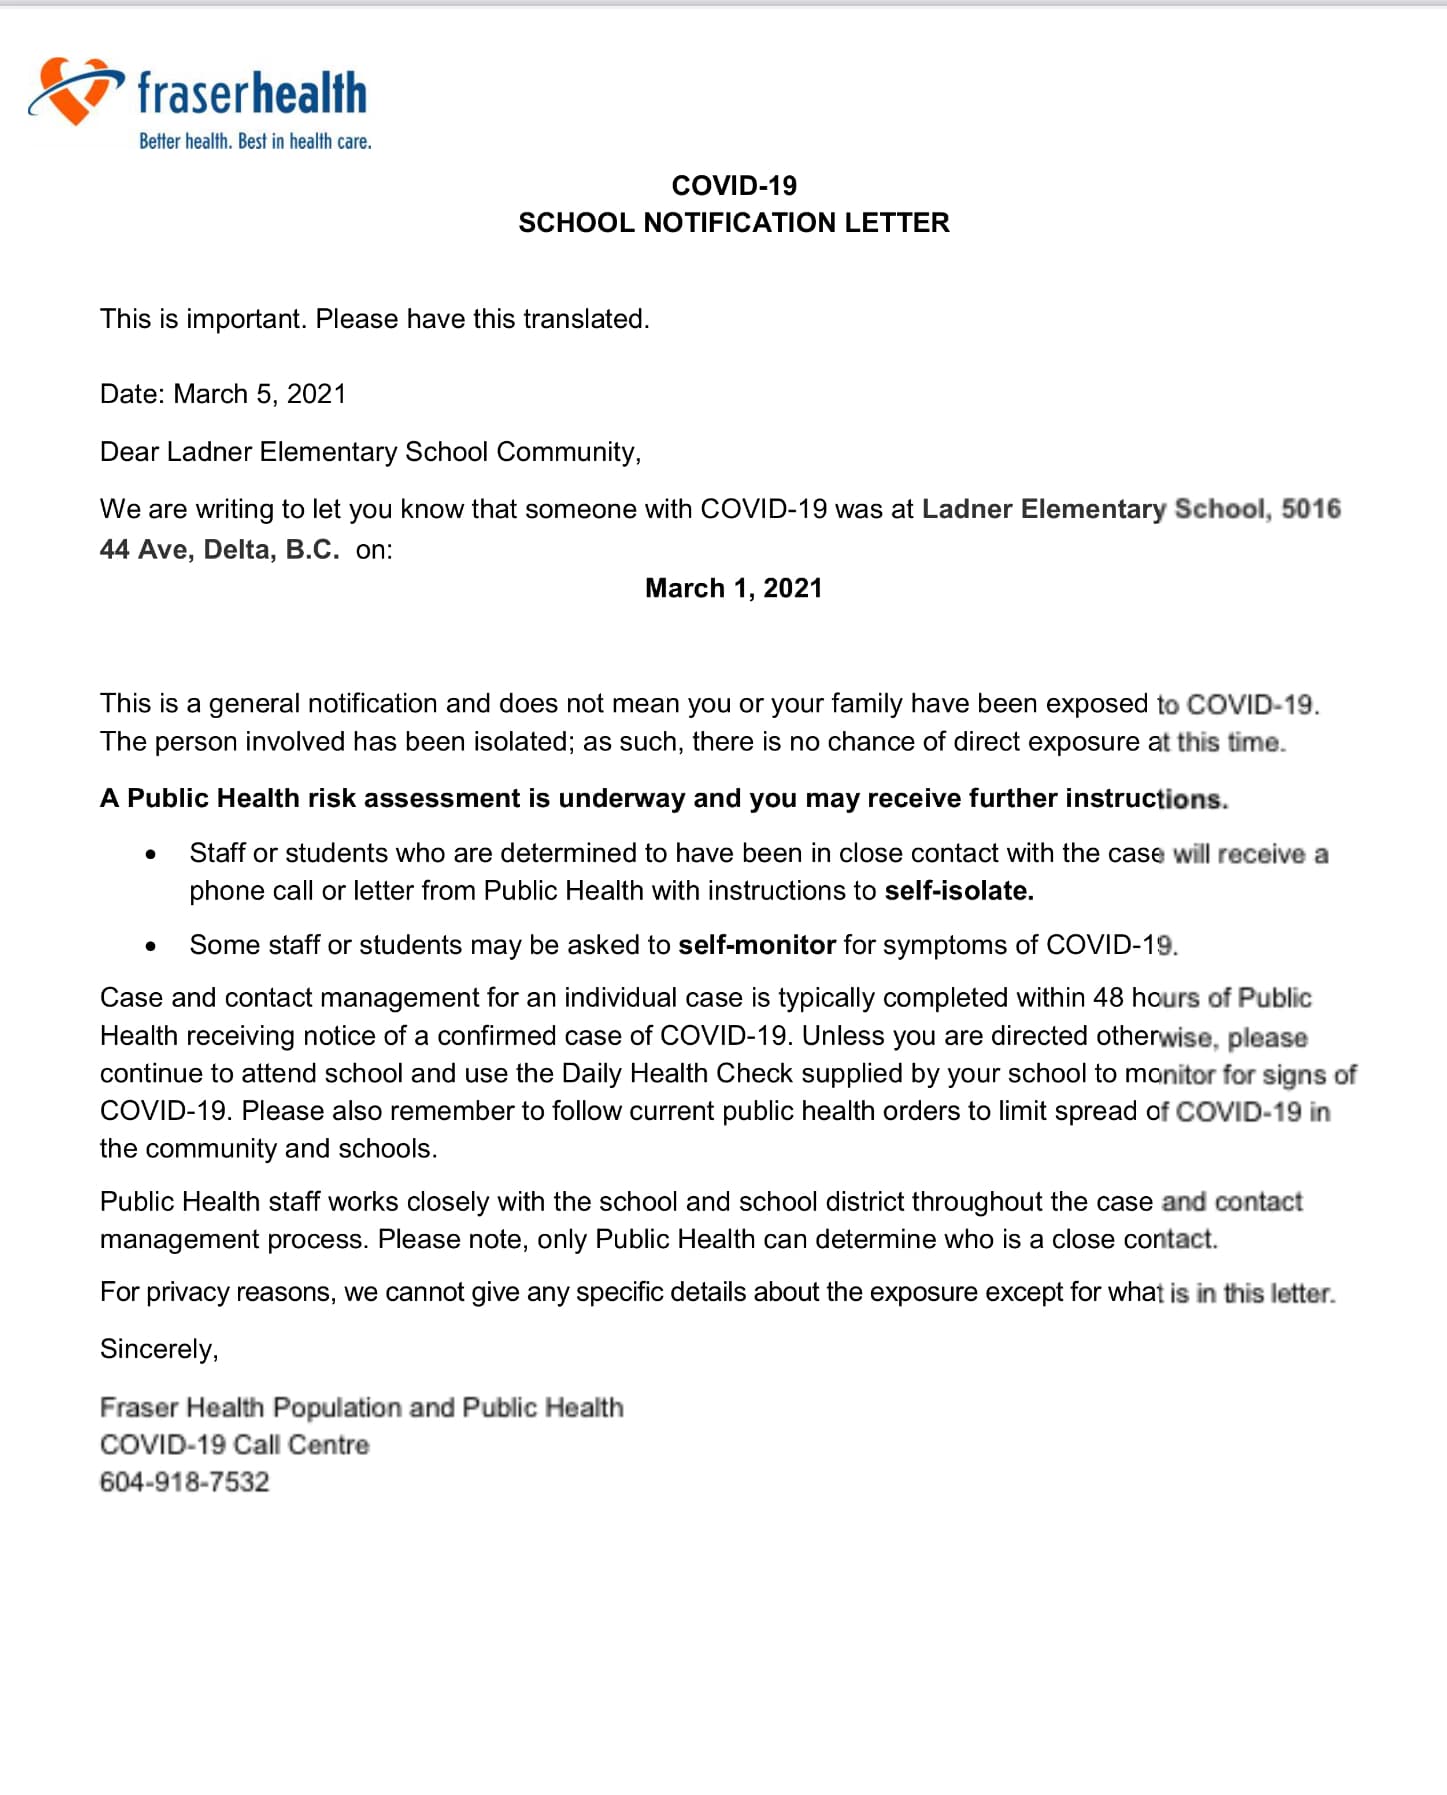 fraserhealth
Better health. Best in health care.
COVID-19
SCHOOL NOTIFICATION LETTER
This is important. Please have this translated.
Date: March 5, 2021
Dear Ladner Elementary School Community,
We are writing to let you know that someone with COVID-19 was at Ladner Elementary School, 5016
44 Ave, Delta, B.C. on:
March 1, 2021
This is a general notification and does not mean you or your family have been exposed to COVID-19.
The person involved has been isolated; as such, there is no chance of direct exposure at this time.
A Public Health risk assessment is underway and you may receive further instructions.
• Staff or students who are determined to have been in close contact with the case will receive a
phone call or letter from Public Health with instructions to self-isolate.
• Some staff or students may be asked to self-monitor for symptoms of COVID-19.
Case and contact management for an individual case is typically completed within 48 hours of Public
Health receiving notice of a confirmed case of COVID-19. Unless you are directed otherwise, please
continue to attend school and use the Daily Health Check supplied by your school to monitor for signs of
COVID-19. Please also remember to follow current public health orders to limit spread of COVID-19 in
the community and schools.
Public Health staff works closely with the school and school district throughout the case and contact
management process. Please note, only Public Health can determine who is a close contact.
For privacy reasons, we cannot give any specific details about the exposure except for what is in this letter.
Sincerely,
Fraser Health Population and Public Health
COVID-19 Call Centre
604-918-7532